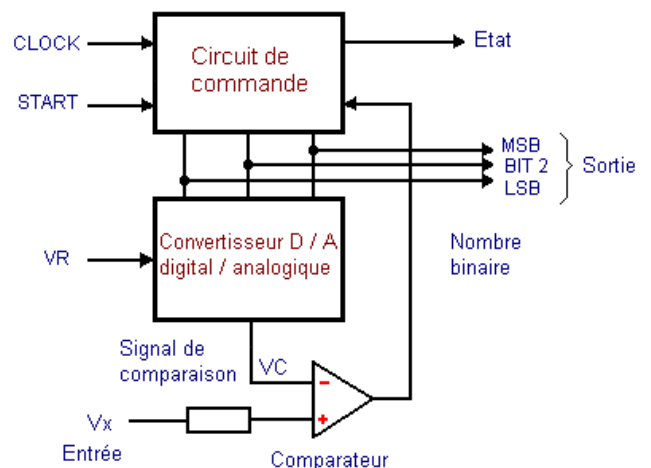 CLOCK
Circuit de
commande
Etat
START
MSB
BIT 2
LSB
Sortie
Convertisseur D / A
digital / analogique
VR
Nombre
binaire
Signal de
comparaison
VC
-
+
Vx
Entrée
Comparateur